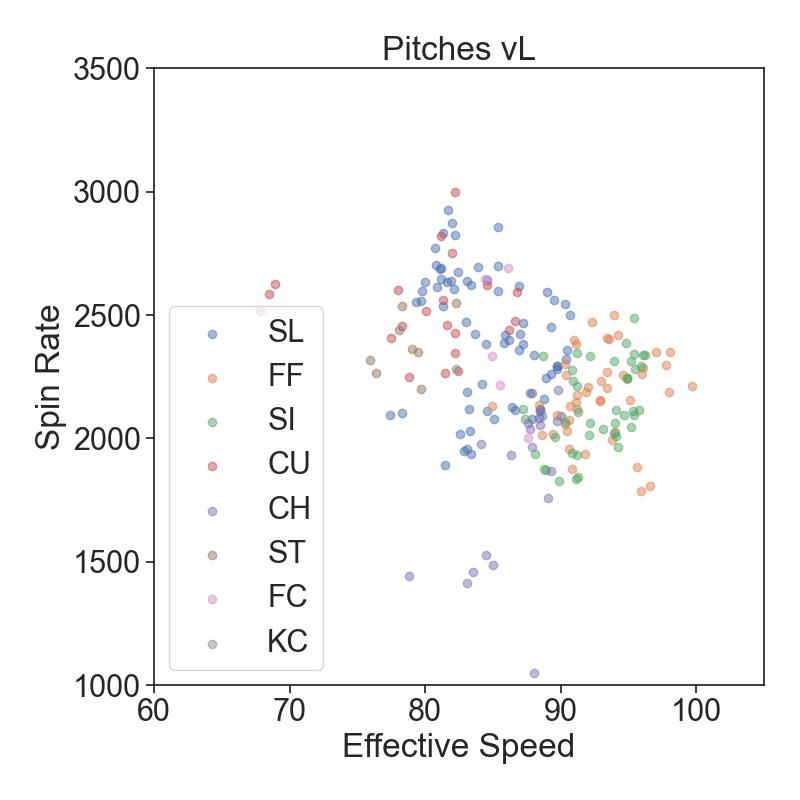 Pitches vL
3500
3000
2500
2000
1500
1000
Spin Rate
SL
FF
SI
CU
CH
ST
FC
KC
60 70 80 90 100
Effective Speed